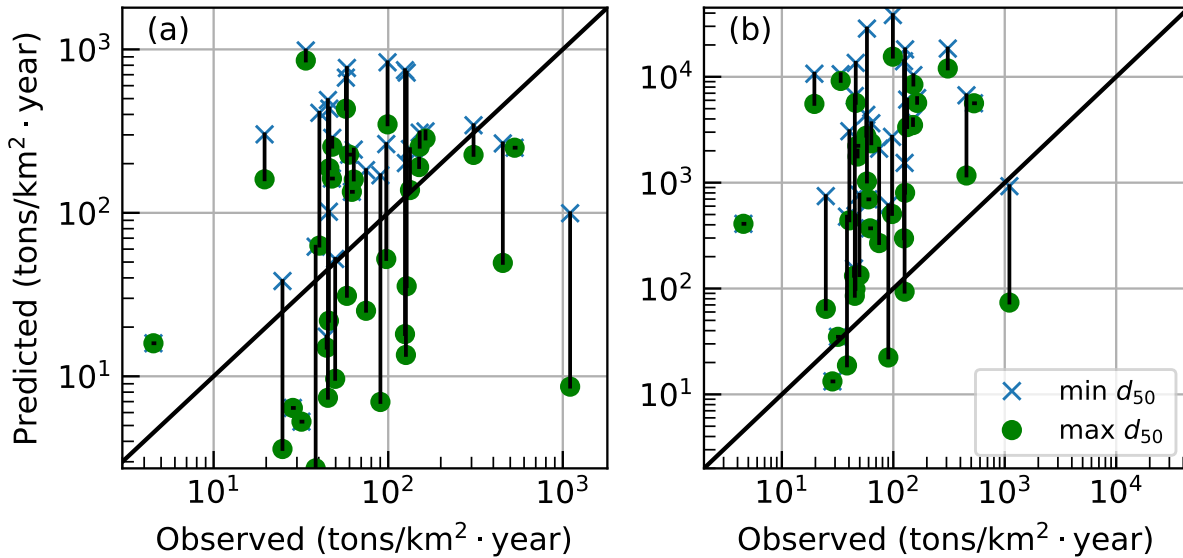 (a)
(b)
10³
10²
10¹
10⁴
10³
10²
10¹
Predicted (tons/km² · year)
min d₅₀
max d₅₀
10¹ 10² 10³
10¹ 10² 10³ 10⁴
Observed (tons/km² · year)
Observed (tons/km² · year)